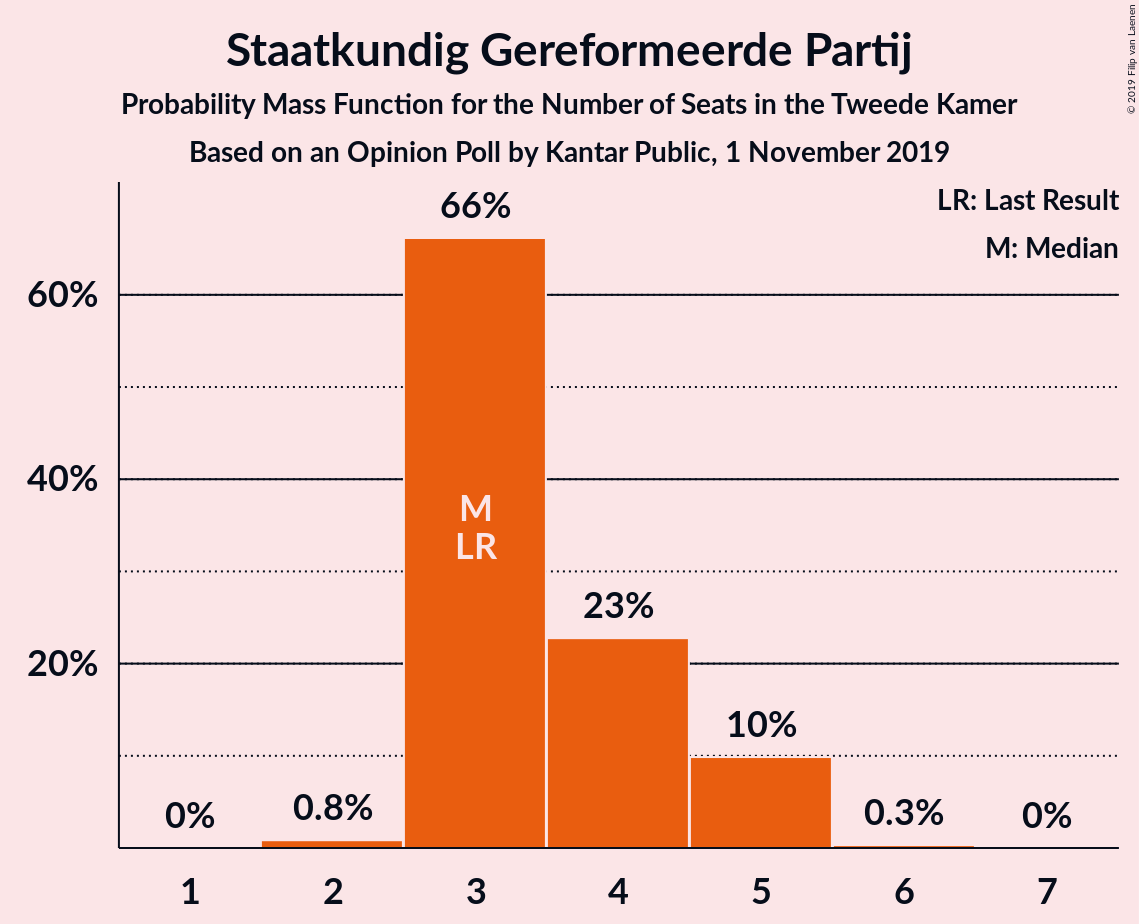 Staatkundig Gereformeerde Partij
Probability Mass Function for the Number of Seats in the Tweede Kamer
Based on an Opinion Poll by Kantar Public, 1 November 2019
© 2019 Filip van Laenen
LR: Last Result
M: Median
60%
40%
20%
0%
0.8%
66%
M
LR
23%
10%
0.3%
0%
1
2
3
4
5
6
7